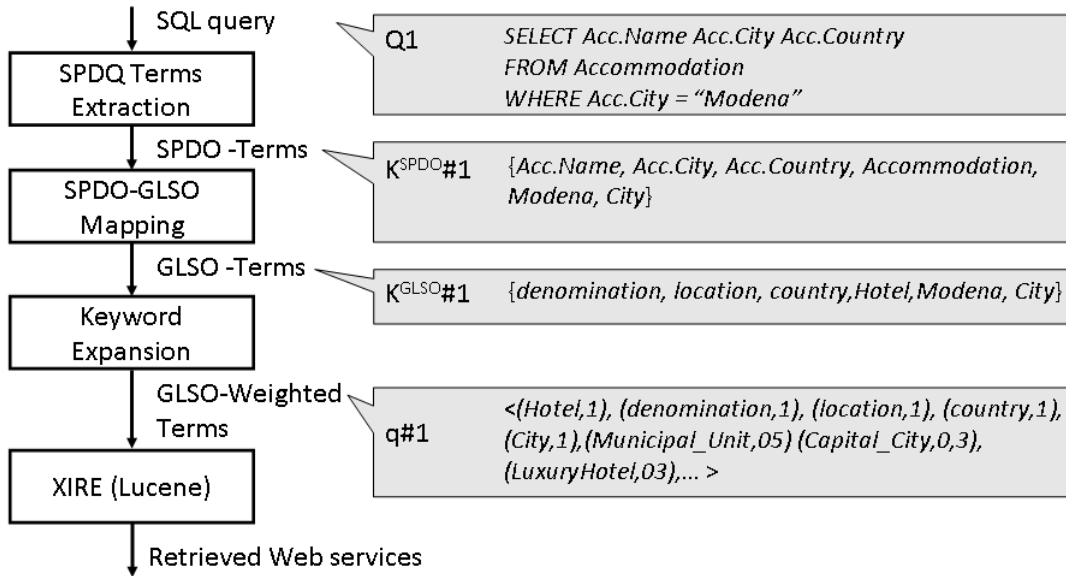 SQL query
Q1
SELECT Acc.Name Acc.City Acc.Country
FROM Accommodation
WHERE Acc.City = “Modena”
SPDQ Terms
Extraction
SPDO -Terms
K^SPDO#1
{Acc.Name, Acc.City, Acc.Country, Accommodation,
Modena, City}
SPDO-GLSO
Mapping
GLSO -Terms
K^GLSO#1
{denomination, location, country,Hotel,Modena, City}
Keyword
Expansion
GLSO-Weighted
Terms
q#1
<(Hotel,1), (denomination,1), (location,1), (country,1),
(City,1),(Municipal_Unit,05) (Capital_City,0,3),
(LuxuryHotel,03),... >
XIRE (Lucene)
Retrieved Web services